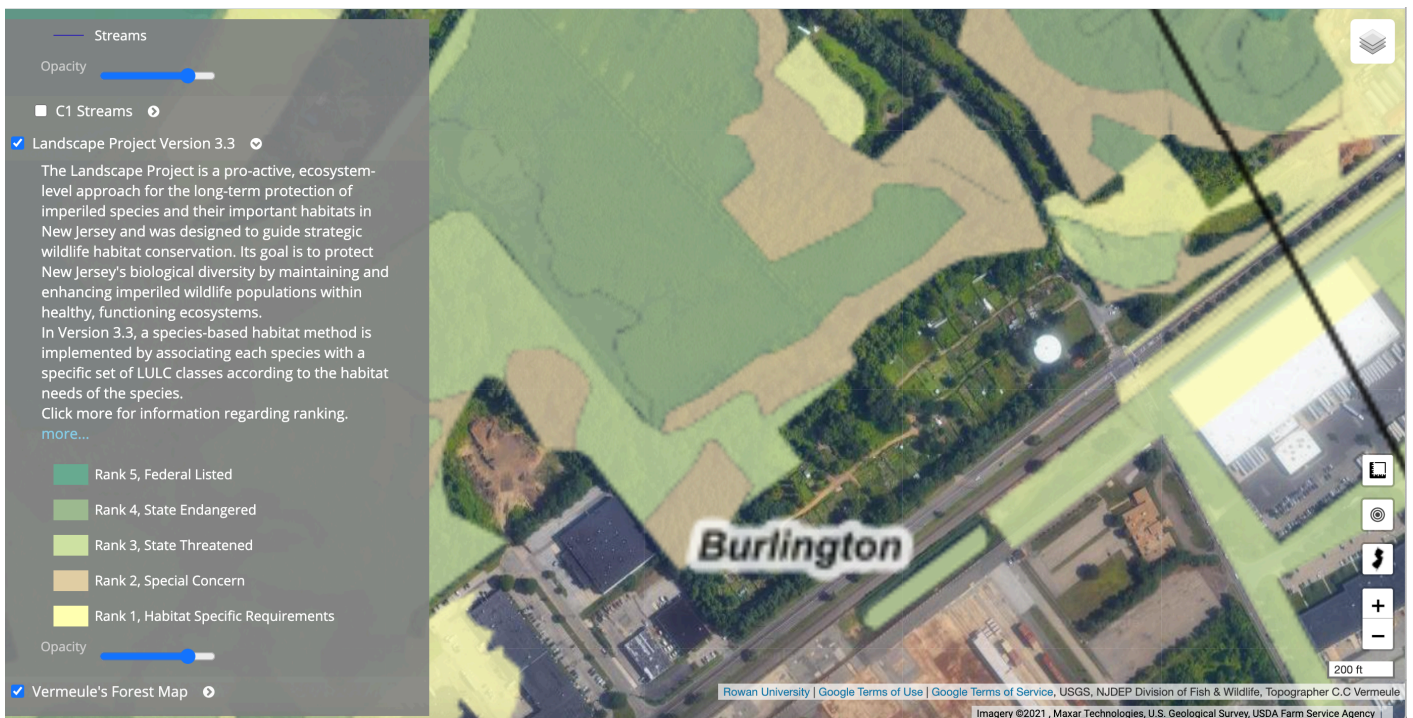 Streams
Opacity
C1 Streams
Landscape Project Version 3.3
The Landscape Project is a pro-active, ecosystem-
level approach for the long-term protection of
imperiled species and their important habitats in
New Jersey and was designed to guide strategic
wildlife habitat conservation. Its goal is to protect
New Jersey's biological diversity by maintaining and
enhancing imperiled wildlife populations within
healthy, functioning ecosystems.
In Version 3.3, a species-based habitat method is
implemented by associating each species with a
specific set of LULC classes according to the habitat
needs of the species.
Click more for information regarding ranking.
more...
Rank 5, Federal Listed
Rank 4, State Endangered
Rank 3, State Threatened
Rank 2, Special Concern
Rank 1, Habitat Specific Requirements
Opacity
Vermeule's Forest Map
Burlington
+
−
200 ft
Rowan University | Google Terms of Use | Google Terms of Service, USGS, NJDEP Division of Fish & Wildlife, Topographer C.C Vermeule
Imagery ©2021 , Maxar Technologies, U.S. Geological Survey, USDA Farm Service Agency |